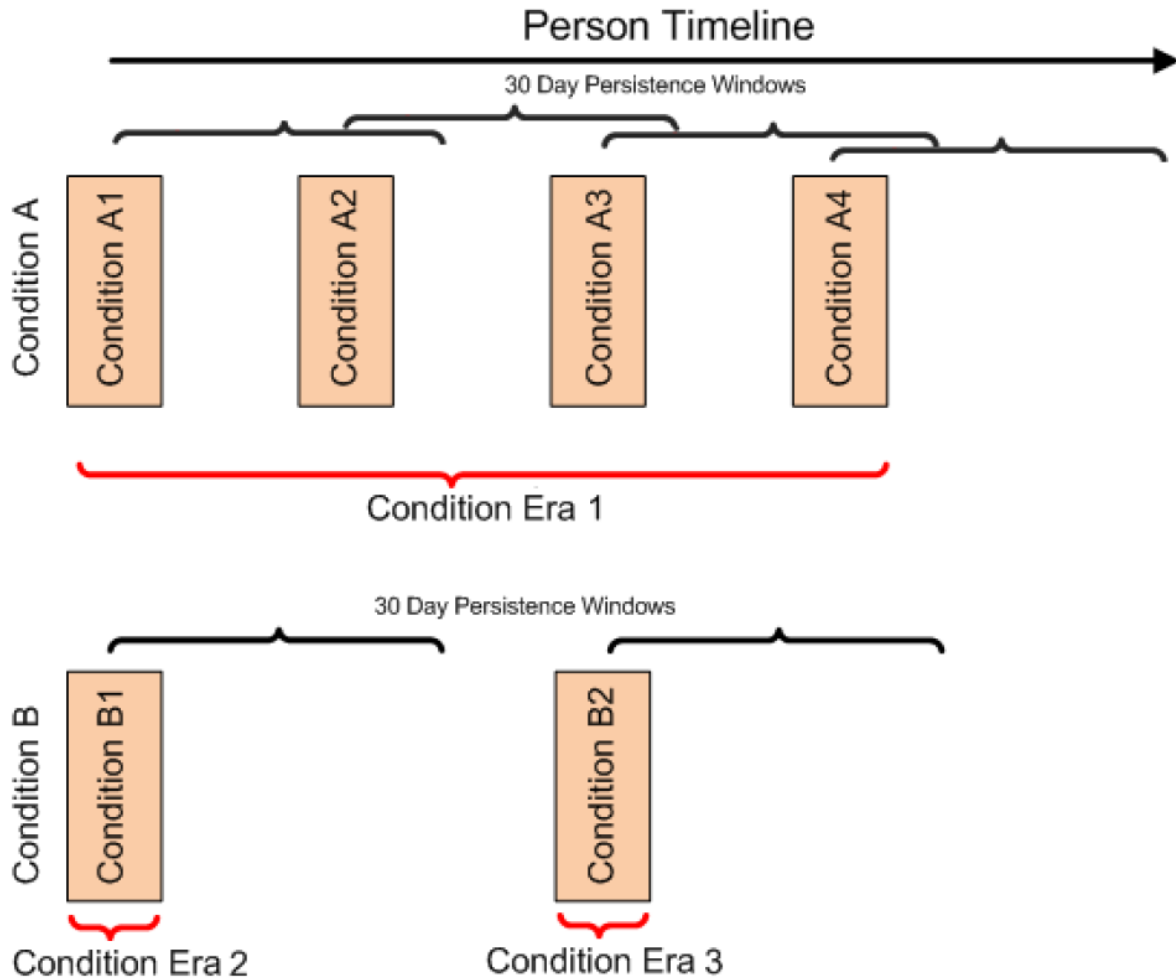 Person Timeline
30 Day Persistence Windows
Condition A
Condition A1
Condition A2
Condition A3
Condition A4
Condition Era 1
30 Day Persistence Windows
Condition B
Condition B1
Condition B2
Condition Era 2
Condition Era 3